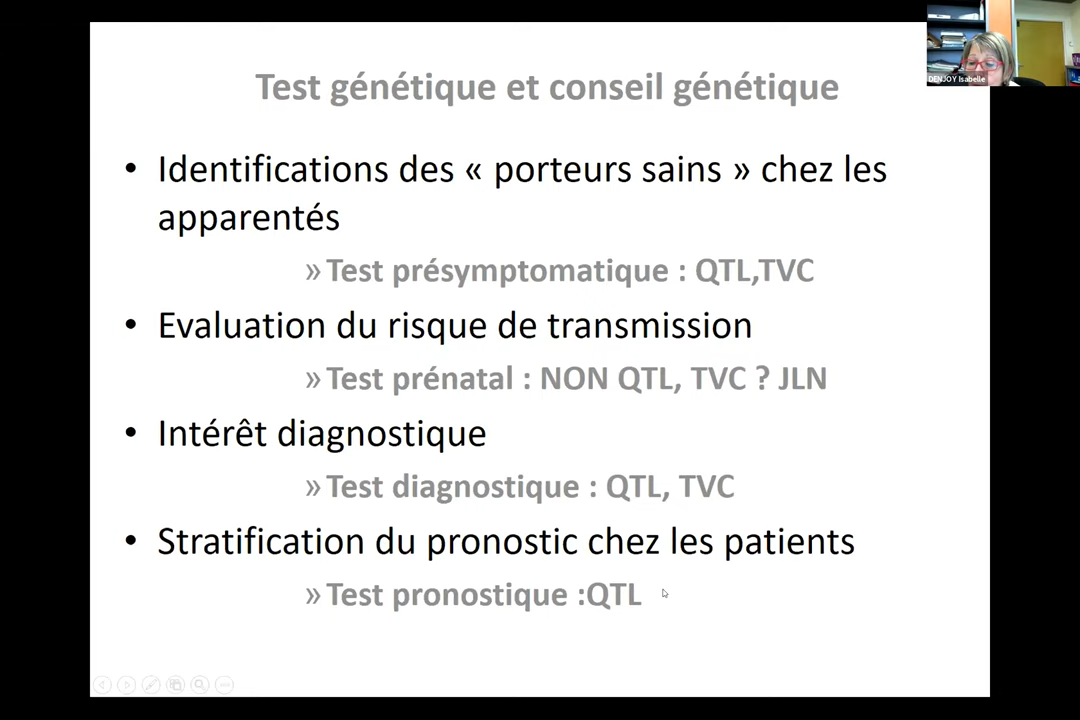 DENJOY Isabelle
Test génétique et conseil génétique
• Identifications des « porteurs sains » chez les
apparentés
» Test présymptomatique : QTL,TVC
• Evaluation du risque de transmission
» Test prénatal : NON QTL, TVC ? JLN
• Intérêt diagnostique
» Test diagnostique : QTL, TVC
• Stratification du pronostic chez les patients
» Test pronostique :QTL